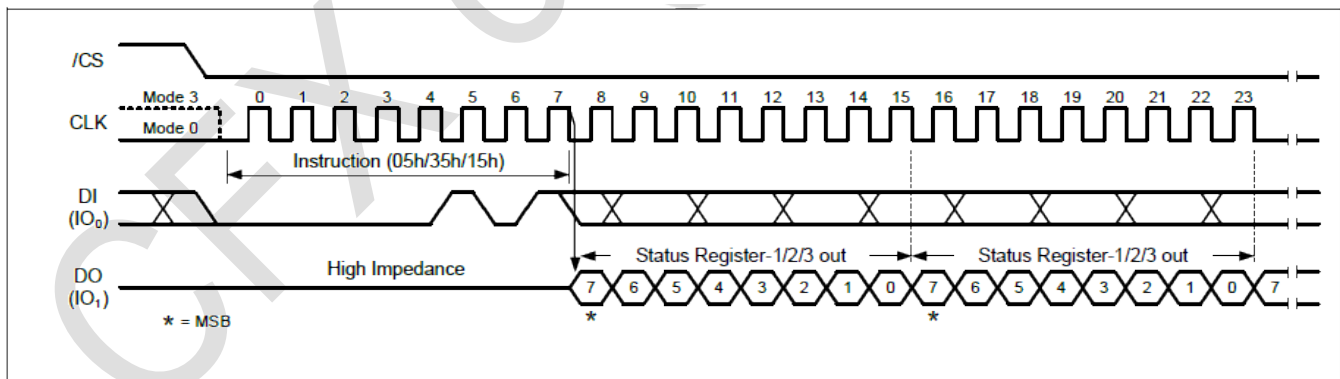 /CS
Mode 3 0 1 2 3 4 5 6 7 8 9 10 11 12 13 14 15 16 17 18 19 20 21 22 23
CLK
Mode 0
Instruction (05h/35h/15h)
DI
(IO₀)
Status Register-1/2/3 out Status Register-1/2/3 out
High Impedance
DO
(IO₁)
7 6 5 4 3 2 1 0 7 6 5 4 3 2 1 0 7
* *
* = MSB
CFX